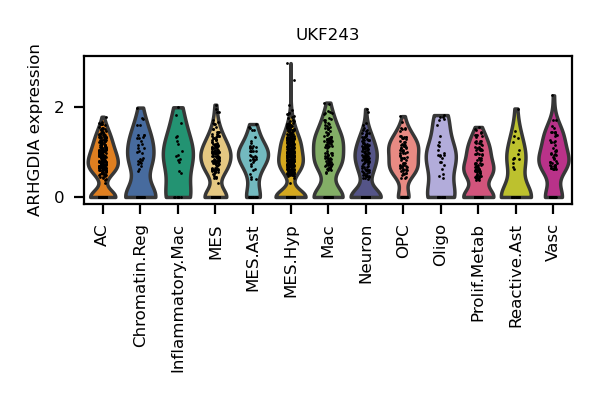 UKF243
ARHGDIA expression
2
0
AC
Chromatin.Reg
Inflammatory.Mac
MES
MES.Ast
MES.Hyp
Mac
Neuron
OPC
Oligo
Prolif.Metab
Reactive.Ast
Vasc